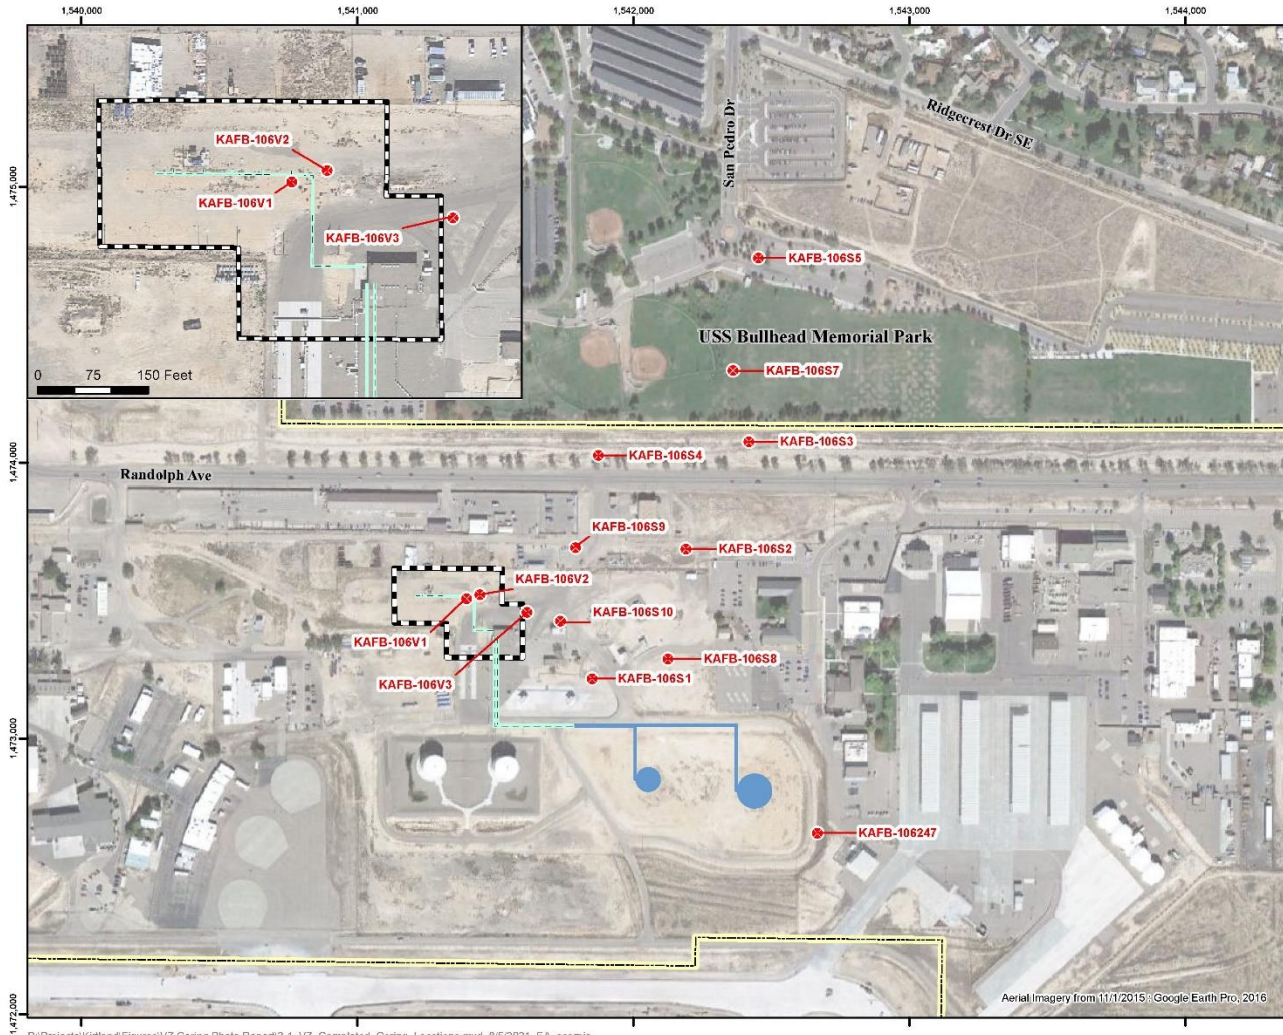 1,540,000
1,541,000
1,542,000
1,543,000
1,544,000
1,475,000
1,474,000
1,473,000
1,472,000
KAFB-106V2
KAFB-106V1
KAFB-106V3
0 75 150 Feet
San Pedro Dr
Ridgecrest Dr SE
KAFB-106S5
USS Bullhead Memorial Park
KAFB-106S7
KAFB-106S3
KAFB-106S4
Randolph Ave
KAFB-106S9
KAFB-106S2
KAFB-106V2
KAFB-106S10
KAFB-106V1
KAFB-106S8
KAFB-106V3
KAFB-106S1
KAFB-106247
Aerial Imagery from 11/1/2015 : Google Earth Pro, 2016